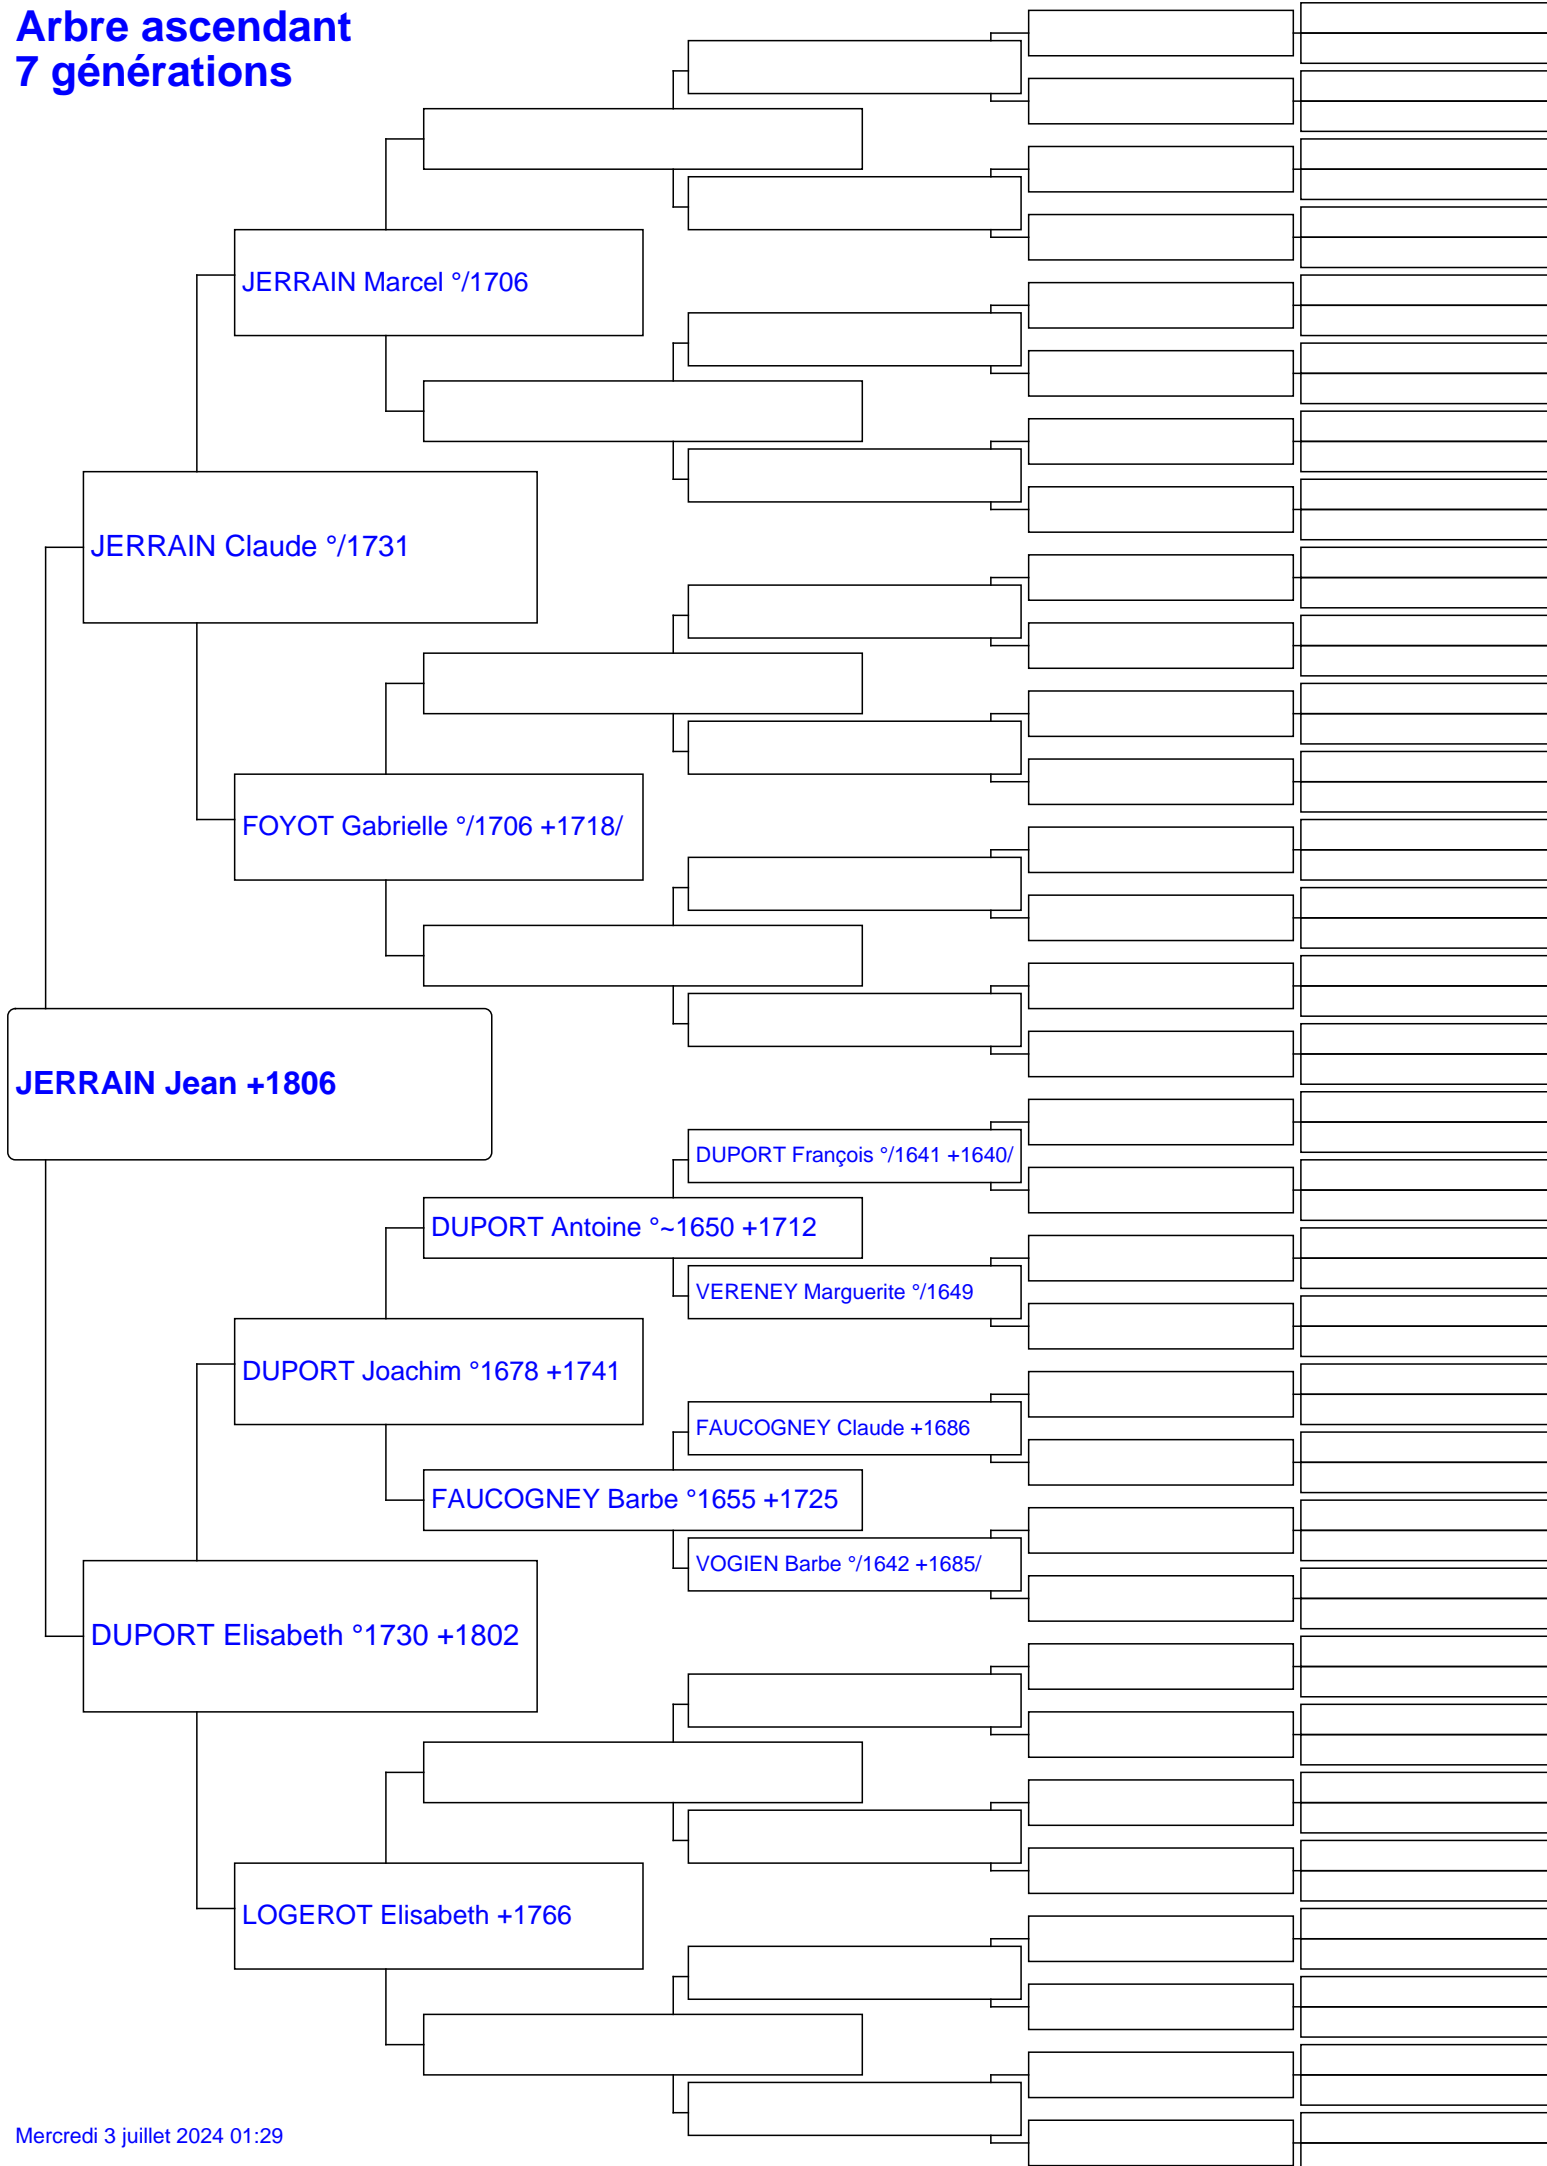 Arbre ascendant
7 générations
JERRAIN Marcel °/1706
JERRAIN Claude °/1731
FOYOT Gabrielle °/1706 +1718/
JERRAIN Jean +1806
DUPORT François °/1641 +1640/
DUPORT Antoine °~1650 +1712
VERENEY Marguerite °/1649
DUPORT Joachim °1678 +1741
FAUCOGNEY Claude +1686
FAUCOGNEY Barbe °1655 +1725
VOGIEN Barbe °/1642 +1685/
DUPORT Elisabeth °1730 +1802
LOGEROT Elisabeth +1766
Mercredi 3 juillet 2024 01:29